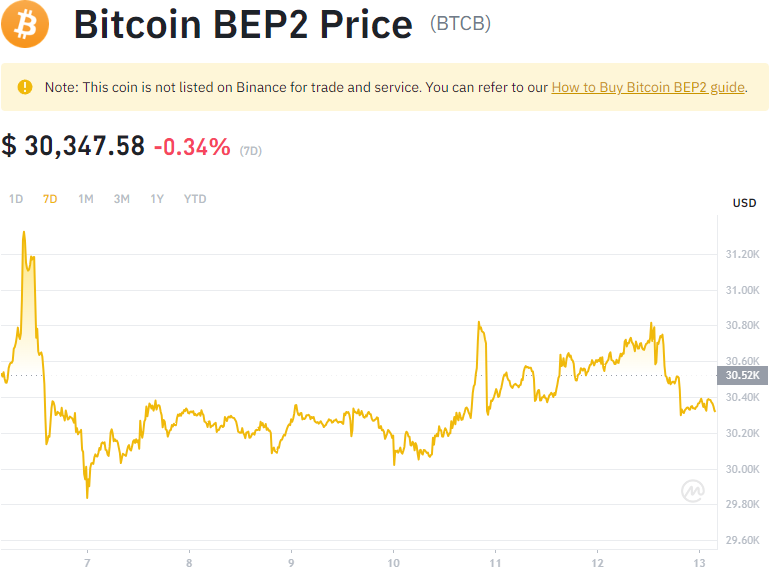 Bitcoin BEP2 Price (BTCB)
Note: This coin is not listed on Binance for trade and service. You can refer to our How to Buy Bitcoin BEP2 guide.
$ 30,347.58 -0.34% (7D)
1D 7D 1M 3M 1Y YTD
USD
31.20K
31.00K
30.80K
30.60K
30.52K
30.40K
30.20K
30.00K
29.80K
29.60K
7 8 9 10 11 12 13